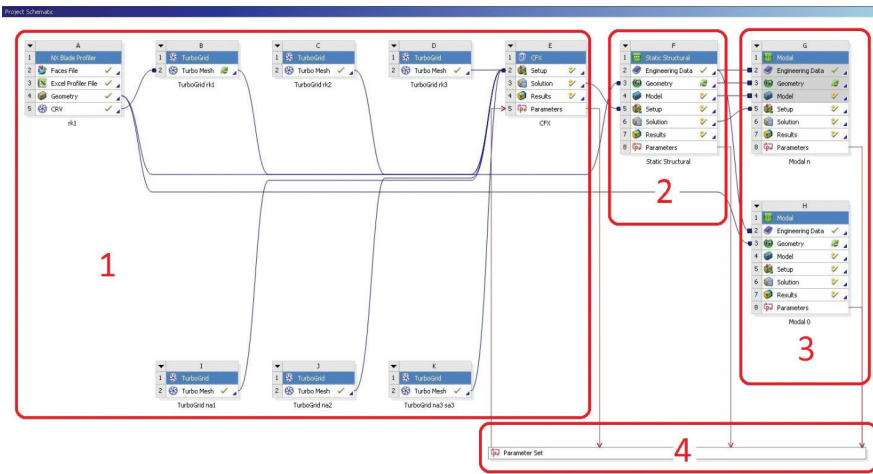 Project Schematic
A
1 NX Blade Profiler
2 Faces File
3 Excel Profiler File
4 Geometry
5 CRV
rk1
B
1 TurboGrid
2 Turbo Mesh
TurboGrid rk1
C
1 TurboGrid
2 Turbo Mesh
TurboGrid rk2
D
1 TurboGrid
2 Turbo Mesh
TurboGrid rk3
E
1 CFX
2 Setup
3 Solution
4 Results
5 Parameters
CFX
F
1 Static Structural
2 Engineering Data
3 Geometry
4 Model
5 Setup
6 Solution
7 Results
8 Parameters
Static Structural
G
1 Modal
2 Engineering Data
3 Geometry
4 Model
5 Setup
6 Solution
7 Results
8 Parameters
Modal n
H
1 Modal
2 Engineering Data
3 Geometry
4 Model
5 Setup
6 Solution
7 Results
8 Parameters
Modal 0
I
1 TurboGrid
2 Turbo Mesh
TurboGrid na1
J
1 TurboGrid
2 Turbo Mesh
TurboGrid na2
K
1 TurboGrid
2 Turbo Mesh
TurboGrid na3 sa3
1
2
3
Parameter Set
4